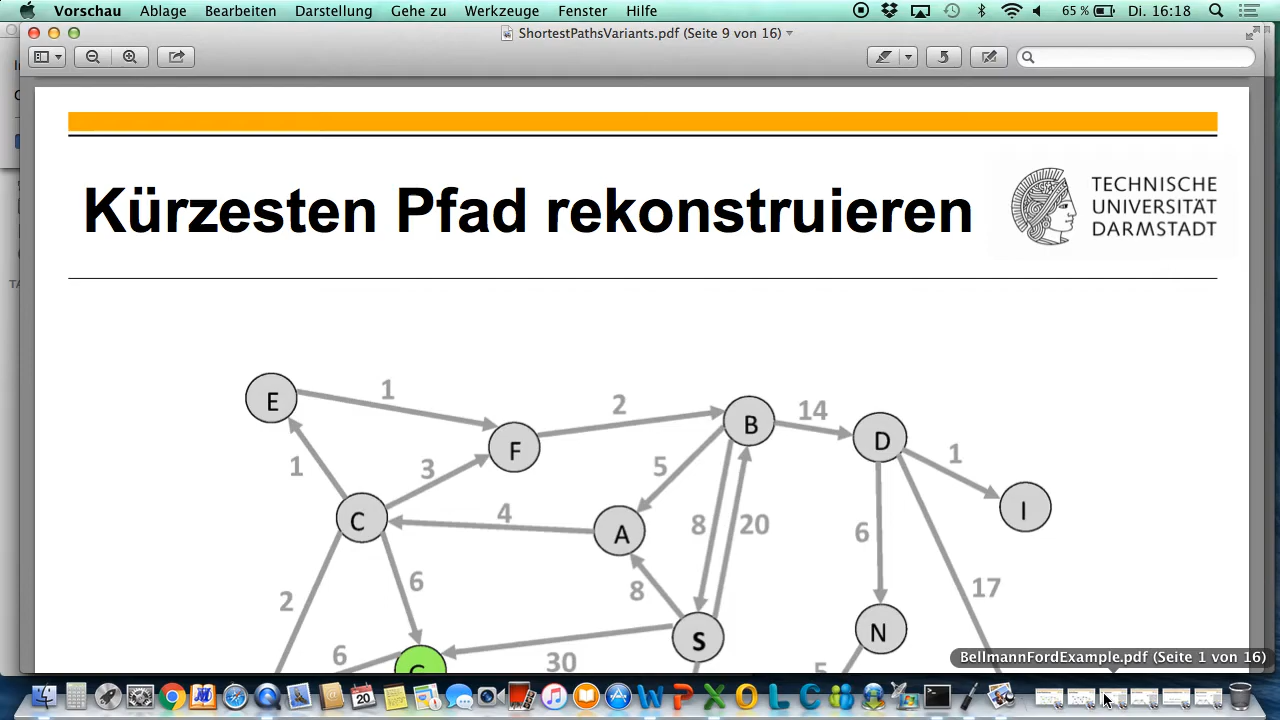 Vorschau Ablage Bearbeiten Darstellung Gehe zu Werkzeuge Fenster Hilfe 65 % Di. 16:18
ShortestPathsVariants.pdf (Seite 9 von 16)
Kürzesten Pfad rekonstruieren
TECHNISCHE
UNIVERSITÄT
DARMSTADT
E 1 F 2 B 14 D 1 I
1 3 5
C 4 A 8 20 6
2 6 8 17
S N
6 30 5
BellmannFordExample.pdf (Seite 1 von 16)
20